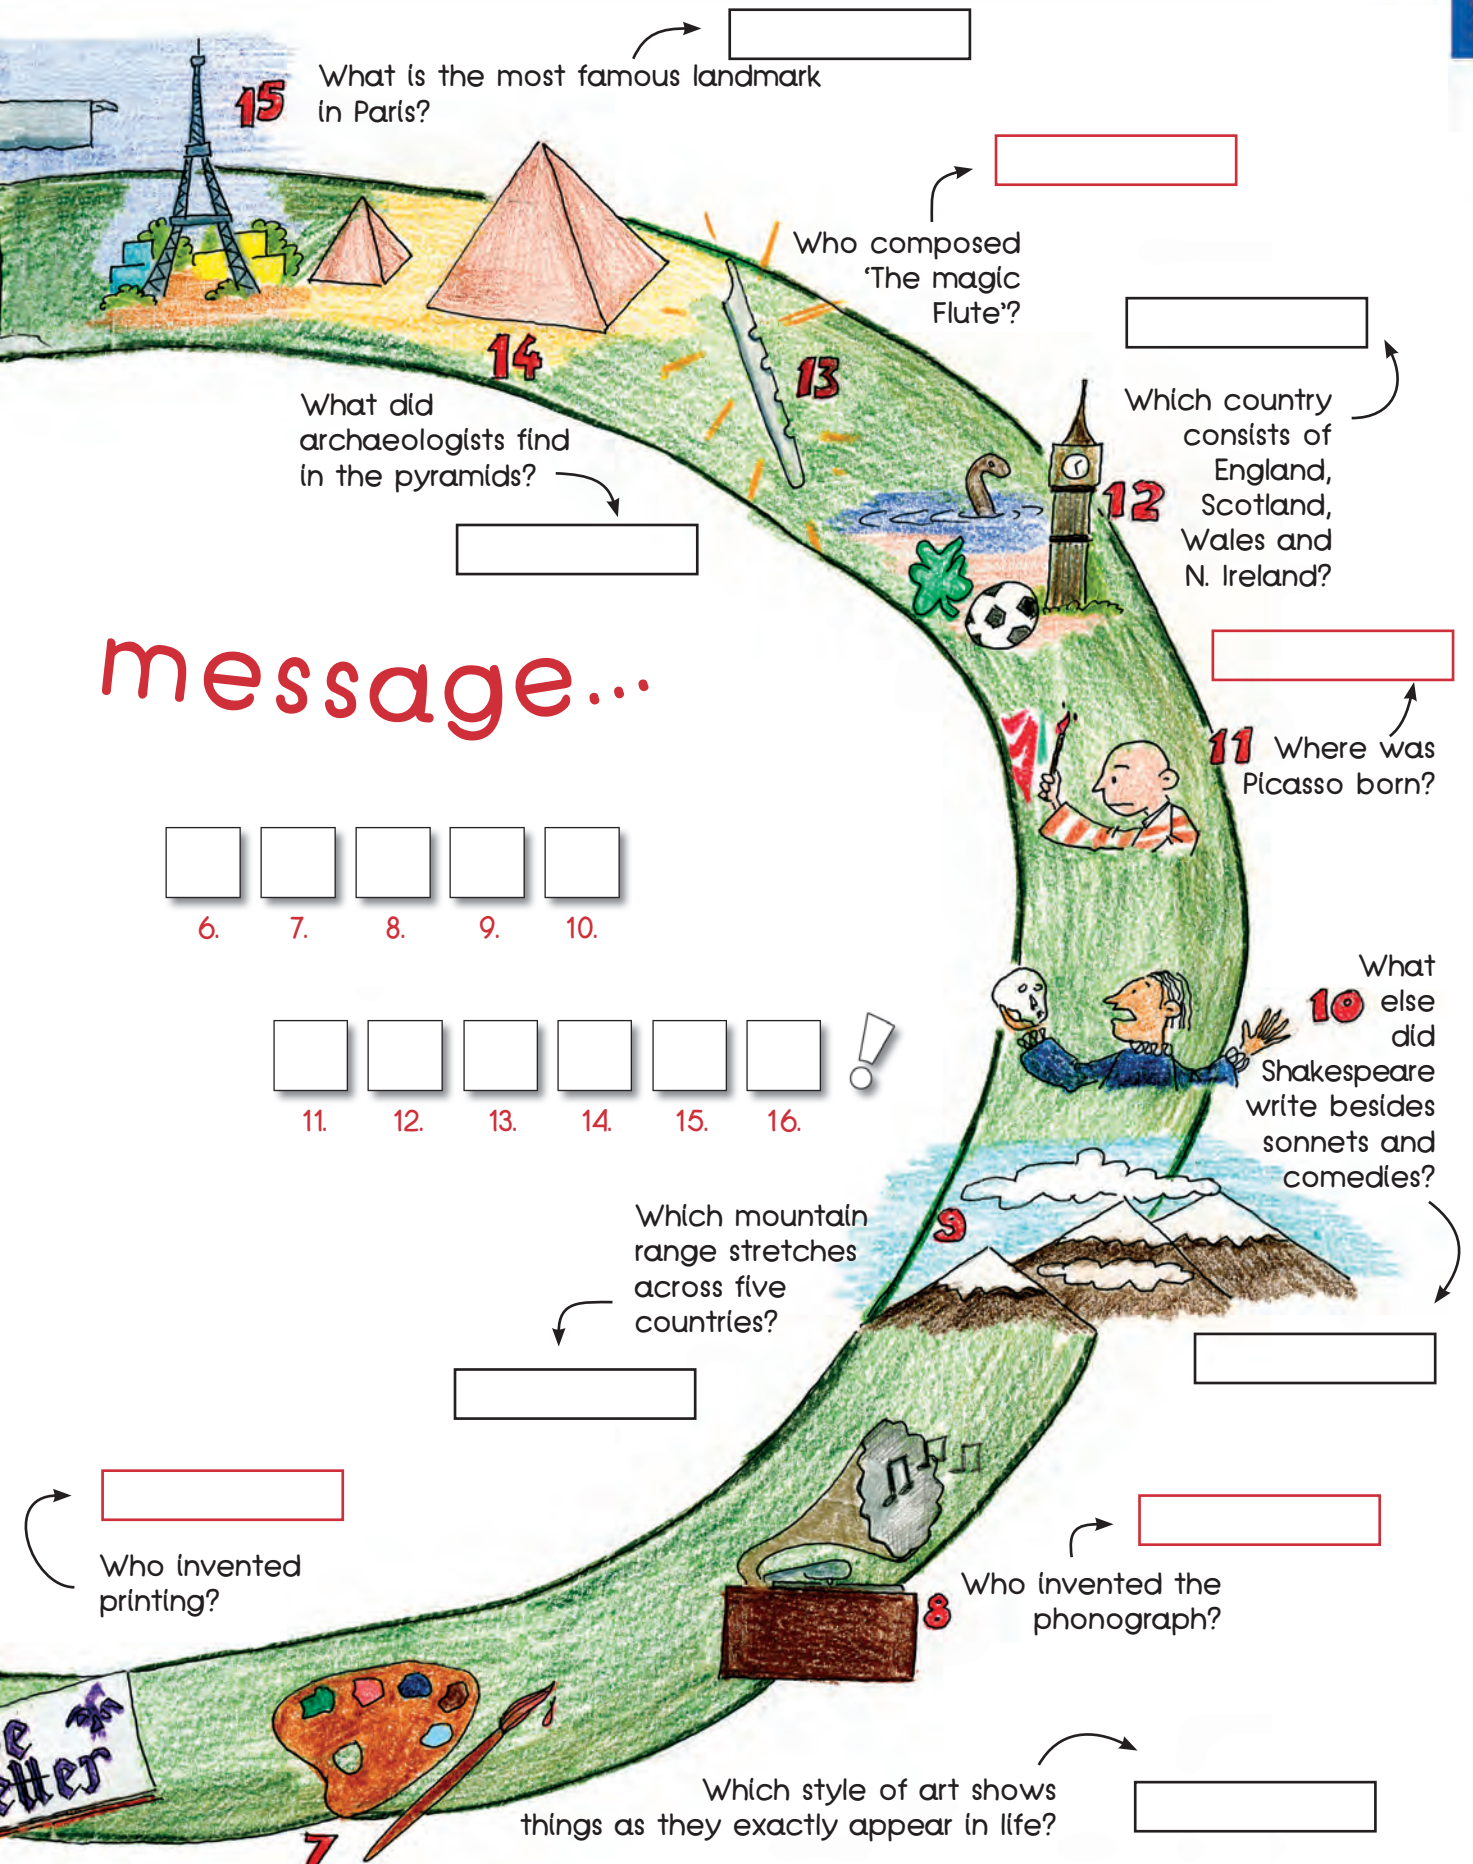 15
What is the most famous landmark
in Paris?
Who composed
‘The magic
Flute’?
14
13
What did
archaeologists find
in the pyramids?
12
Which country
consists of
England,
Scotland,
Wales and
N. Ireland?
message...
11
Where was
Picasso born?
6. 7. 8. 9. 10.
10
What
else
did
Shakespeare
write besides
sonnets and
comedies?
!
11. 12. 13. 14. 15. 16.
9
Which mountain
range stretches
across five
countries?
Who invented
printing?
8
Who invented the
phonograph?
e
etter
7
Which style of art shows
things as they exactly appear in life?